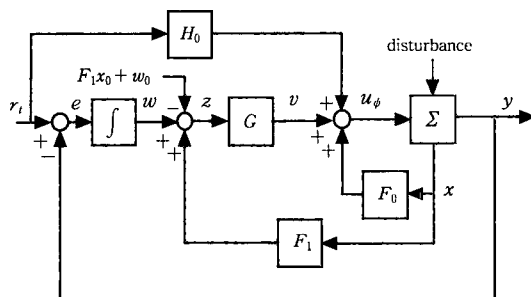 H₀
disturbance
F₁x₀ + w₀
rₜ
e
∫
w
z
G
v
u_ϕ
Σ
y
+
−
−
+
+
+
+
+
F₀
x
F₁